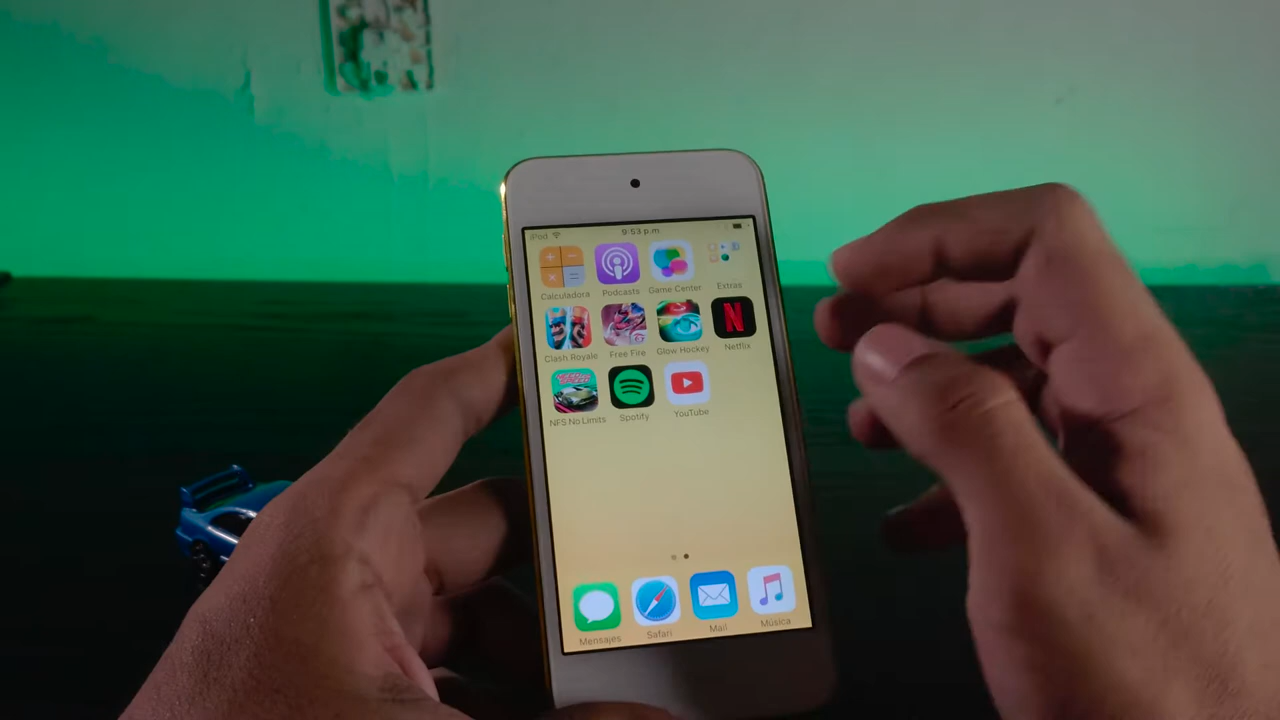 iPod 9:53 p.m
Calculadora Podcasts Game Center Extras
Clash Royale Free Fire Glow Hockey Netflix
NFS No Limits Spotify YouTube
Mensajes Safari Mail Música